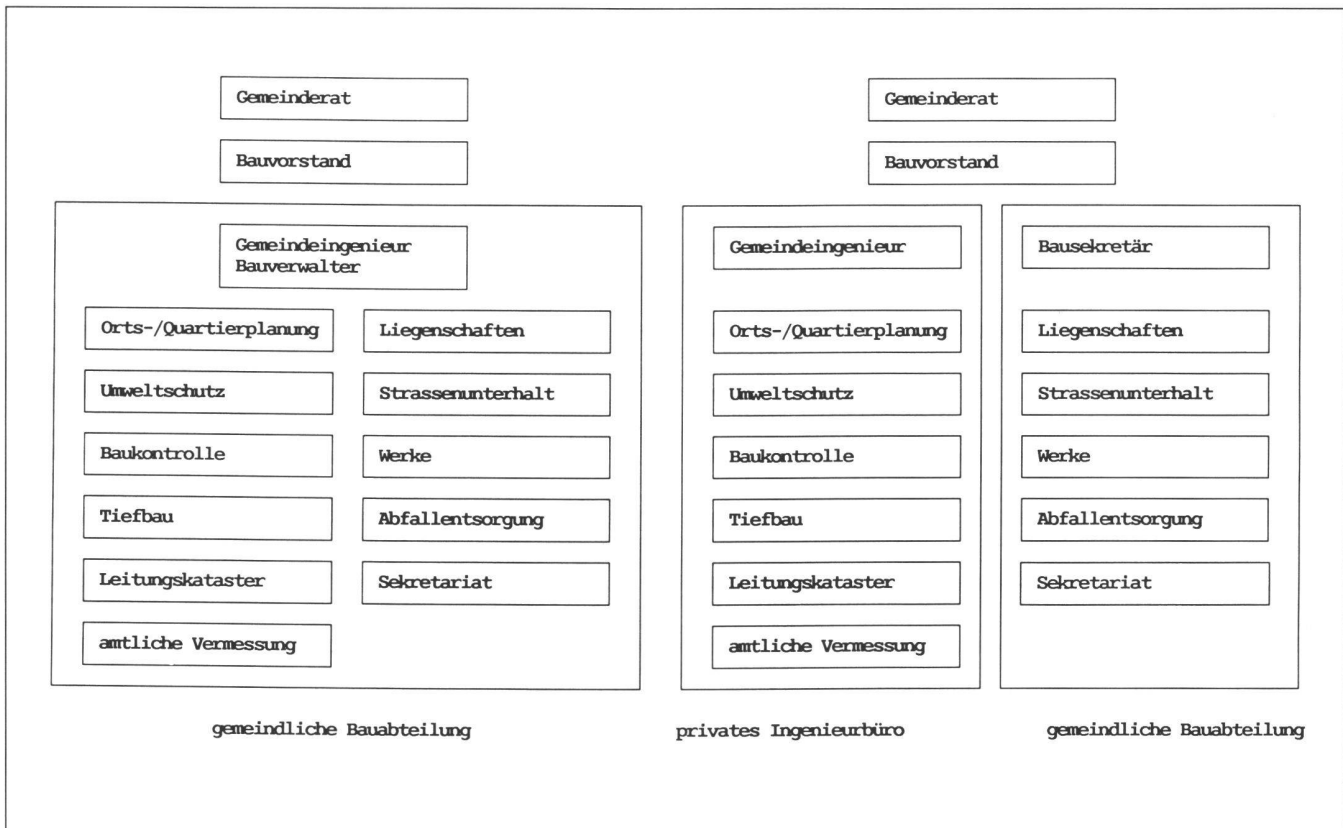 Gemeinderat
Bauvorstand
Gemeindeingenieur
Bauverwalter
Orts-/Quartierplanung
Umweltschutz
Baukontrolle
Tiefbau
Leitungskataster
amtliche Vermessung
Liegenschaften
Strassenunterhalt
Werke
Abfallentsorgung
Sekretariat
gemeindliche Bauabteilung
Gemeinderat
Bauvorstand
Gemeindeingenieur
Orts-/Quartierplanung
Umweltschutz
Baukontrolle
Tiefbau
Leitungskataster
amtliche Vermessung
privates Ingenieurbüro
Bausekretär
Liegenschaften
Strassenunterhalt
Werke
Abfallentsorgung
Sekretariat
gemeindliche Bauabteilung